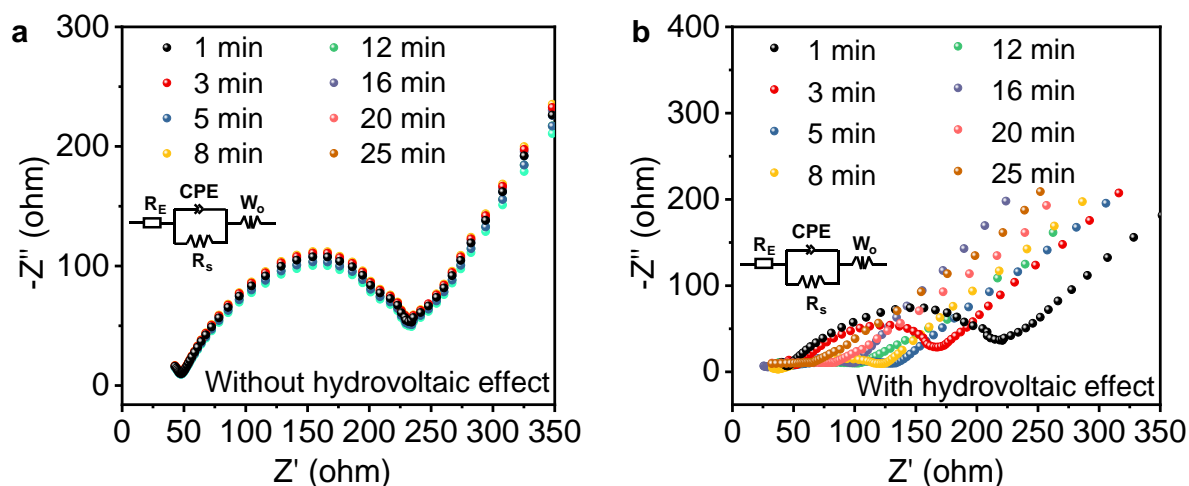 a
300
200
100
0
-Z'' (ohm)
1 min
3 min
5 min
8 min
12 min
16 min
20 min
25 min
R_E
CPE
W_o
R_s
Without hydrovoltaic effect
0 50 100 150 200 250 300 350
Z' (ohm)
b
400
300
200
100
0
-Z'' (ohm)
1 min
3 min
5 min
8 min
12 min
16 min
20 min
25 min
R_E
CPE
W_o
R_s
With hydrovoltaic effect
0 50 100 150 200 250 300 350
Z' (ohm)